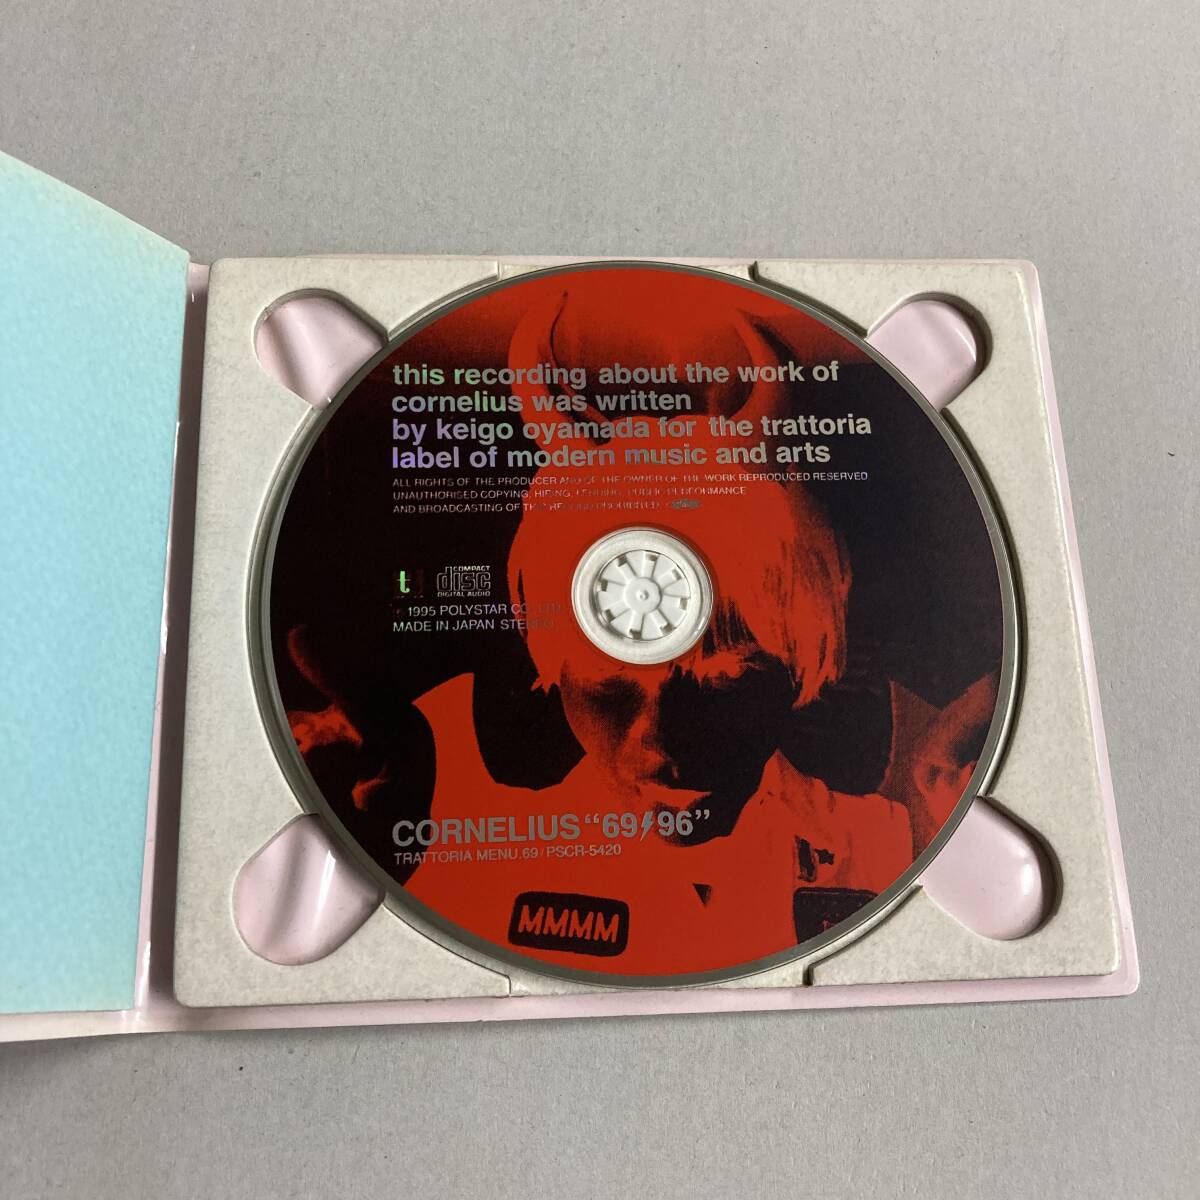 this recording about the work of
cornelius was written
by keigo oyamada for the trattoria
label of modern music and arts
ALL RIGHTS OF THE PRODUCER AND OF THE OWNER OF THE WORK REPRODUCED RESERVED.
UNAUTHORISED COPYING, HIRING, LENDING, PUBLIC PERFORMANCE
AND BROADCASTING OF THIS RECORD PROHIBITED.
t
COMPACT
disc
DIGITAL AUDIO
1995 POLYSTAR CO., LTD.
MADE IN JAPAN STEREO
CORNELIUS “69⚡96”
TRATTORIA MENU.69/PSCR-5420
MMMM